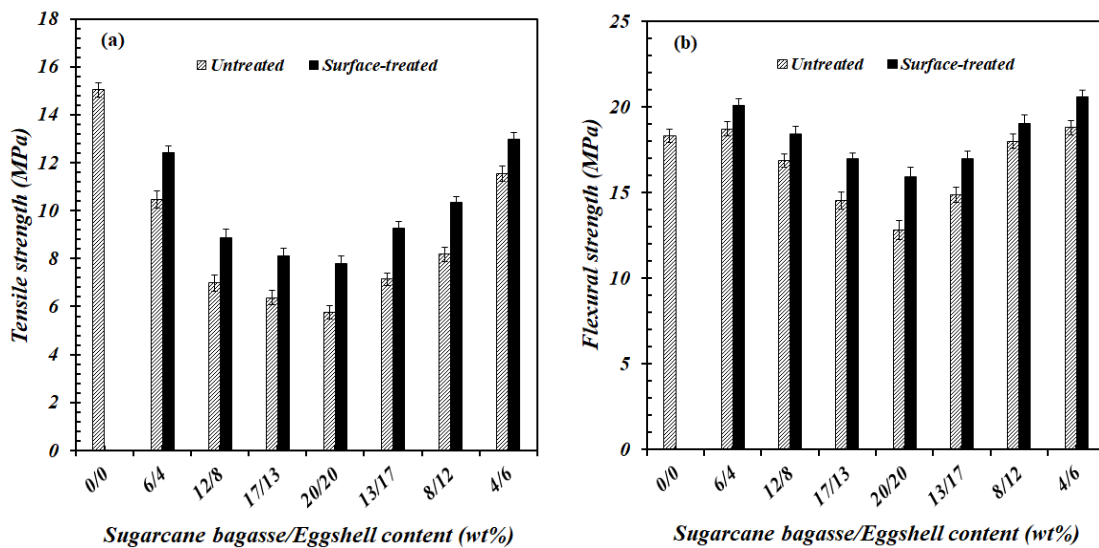 (a)
Untreated Surface-treated
Tensile strength (MPa)
18
16
14
12
10
8
6
4
2
0
0/0 6/4 12/8 17/13 20/20 13/17 8/12 4/6
Sugarcane bagasse/Eggshell content (wt%)
(b)
Untreated Surface-treated
Flexural strength (MPa)
25
20
15
10
5
0
0/0 6/4 12/8 17/13 20/20 13/17 8/12 4/6
Sugarcane bagasse/Eggshell content (wt%)